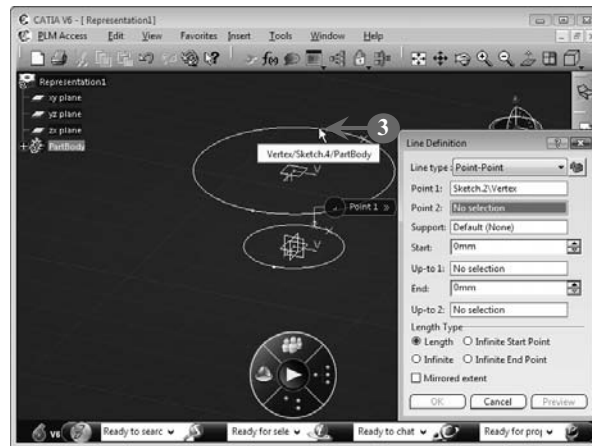 CATIA V6 - [ Representation1]
PLM Access Edit View Favorites Insert Tools Window Help
f(x)
Representation1
xy plane
yz plane
zx plane
PartBody
3
Vertex/Sketch.4/PartBody
V
Point 1 »
V
Line Definition
Line type : Point-Point
Point 1: Sketch.2\Vertex
Point 2: No selection
Support: Default (None)
Start: 0mm
Up-to 1: No selection
End: 0mm
Up-to 2: No selection
Length Type
Length Infinite Start Point
Infinite Infinite End Point
Mirrored extent
OK Cancel Preview
V6 Ready to searc Ready for sele Ready to chat Ready for proj